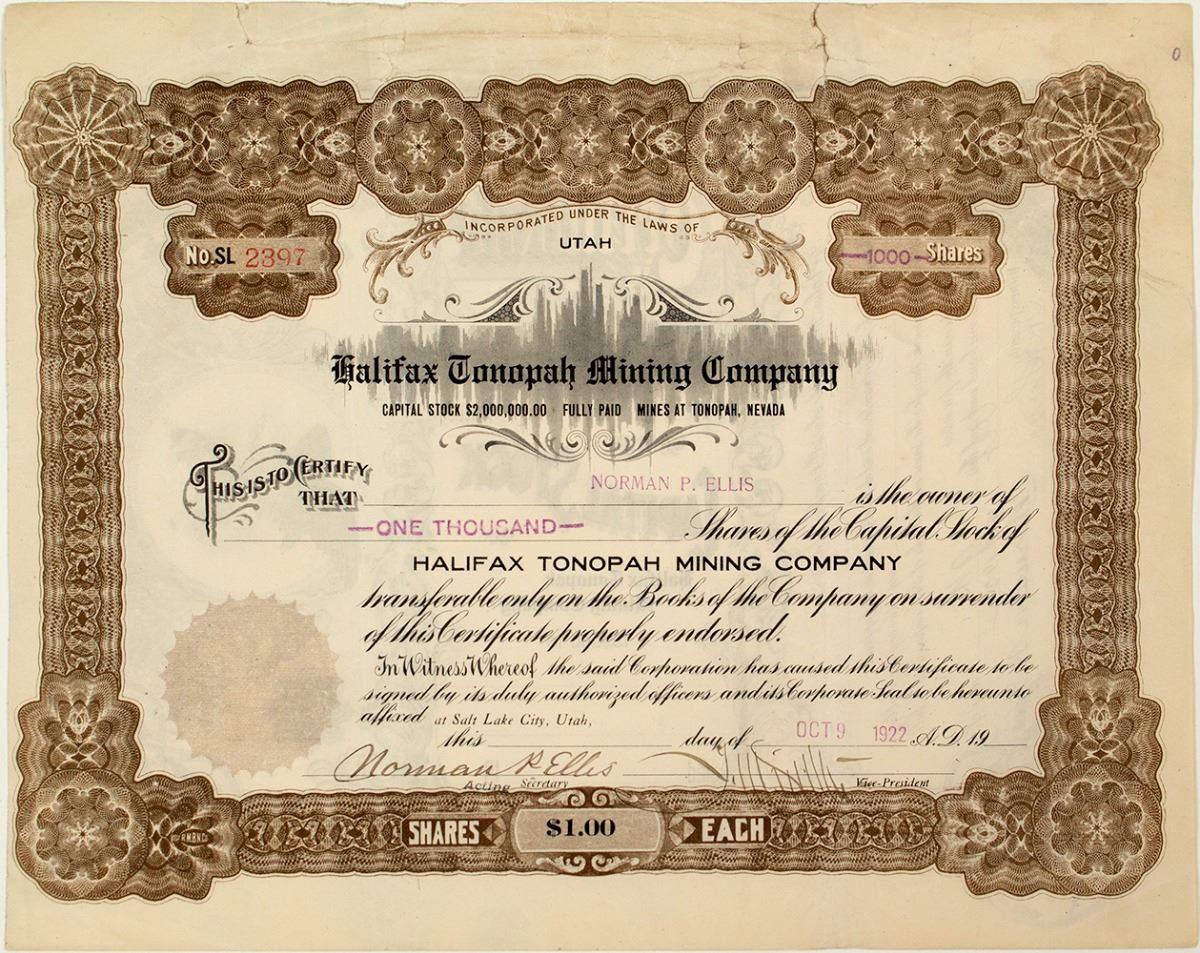 0
INCORPORATED UNDER THE LAWS OF
UTAH
No. SL 2397
—1000— Shares
Halifax Tonopah Mining Company
CAPITAL STOCK $2,000,000.00 FULLY PAID MINES AT TONOPAH, NEVADA
THIS IS TO CERTIFY
THAT NORMAN P. ELLIS is the owner of
—ONE THOUSAND— Shares of the Capital Stock of
HALIFAX TONOPAH MINING COMPANY
transferable only on the Books of the Company on surrender
of this Certificate properly endorsed.
In Witness Whereof the said Corporation has caused this Certificate to be
signed by its duly authorized officers and its Corporate Seal to be hereunto
affixed at Salt Lake City, Utah,
this day of OCT 9 1922 A.D. 19
Norman P. Ellis
Acting Secretary Vice-President
SHARES $1.00 EACH